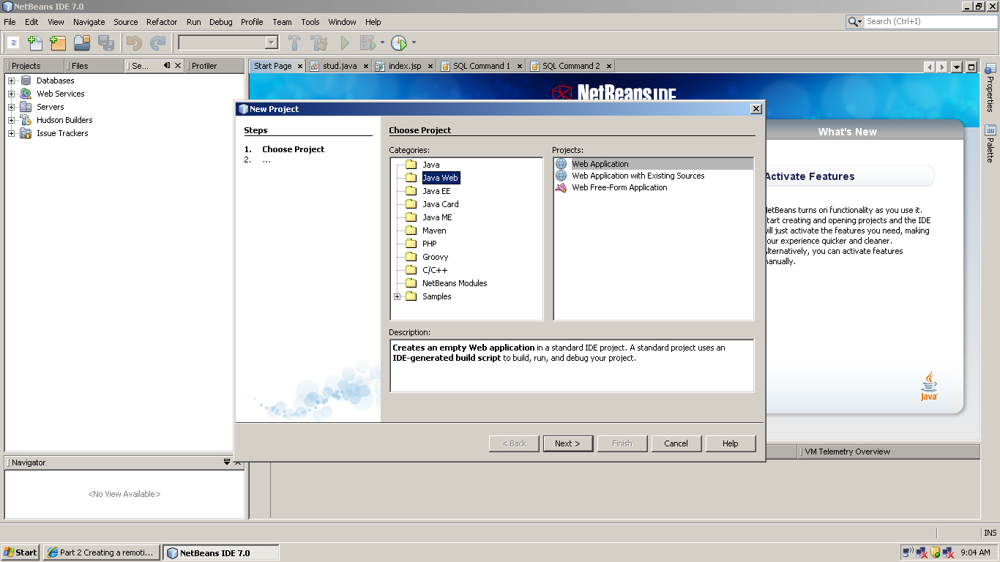 NetBeans IDE 7.0
File Edit View Navigate Source Refactor Run Debug Profile Team Tools Window Help
Search (Ctrl+I)
Projects Files Se... Profiler
Start Page stud.java index.jsp SQL Command 1 SQL Command 2
Databases
Web Services
Servers
Hudson Builders
Issue Trackers
NetBeans IDE
New Project
Steps
1. Choose Project
2. ...
Choose Project
Categories:
Java
Java Web
Java EE
Java Card
Java ME
Maven
PHP
Groovy
C/C++
NetBeans Modules
Samples
Projects:
Web Application
Web Application with Existing Sources
Web Free-Form Application
Description:
Creates an empty Web application in a standard IDE project. A standard project uses an
IDE-generated build script to build, run, and debug your project.
< Back Next > Finish Cancel Help
What's New
Activate Features
NetBeans turns on functionality as you use it.
creating and opening projects and the IDE
just activate the features you need, making
experience quicker and cleaner.
you can activate features
Java
Properties
Palette
VM Telemetry Overview
Navigator
<No View Available>
INS
Start
Part 2 Creating a remoti...
NetBeans IDE 7.0
9:04 AM